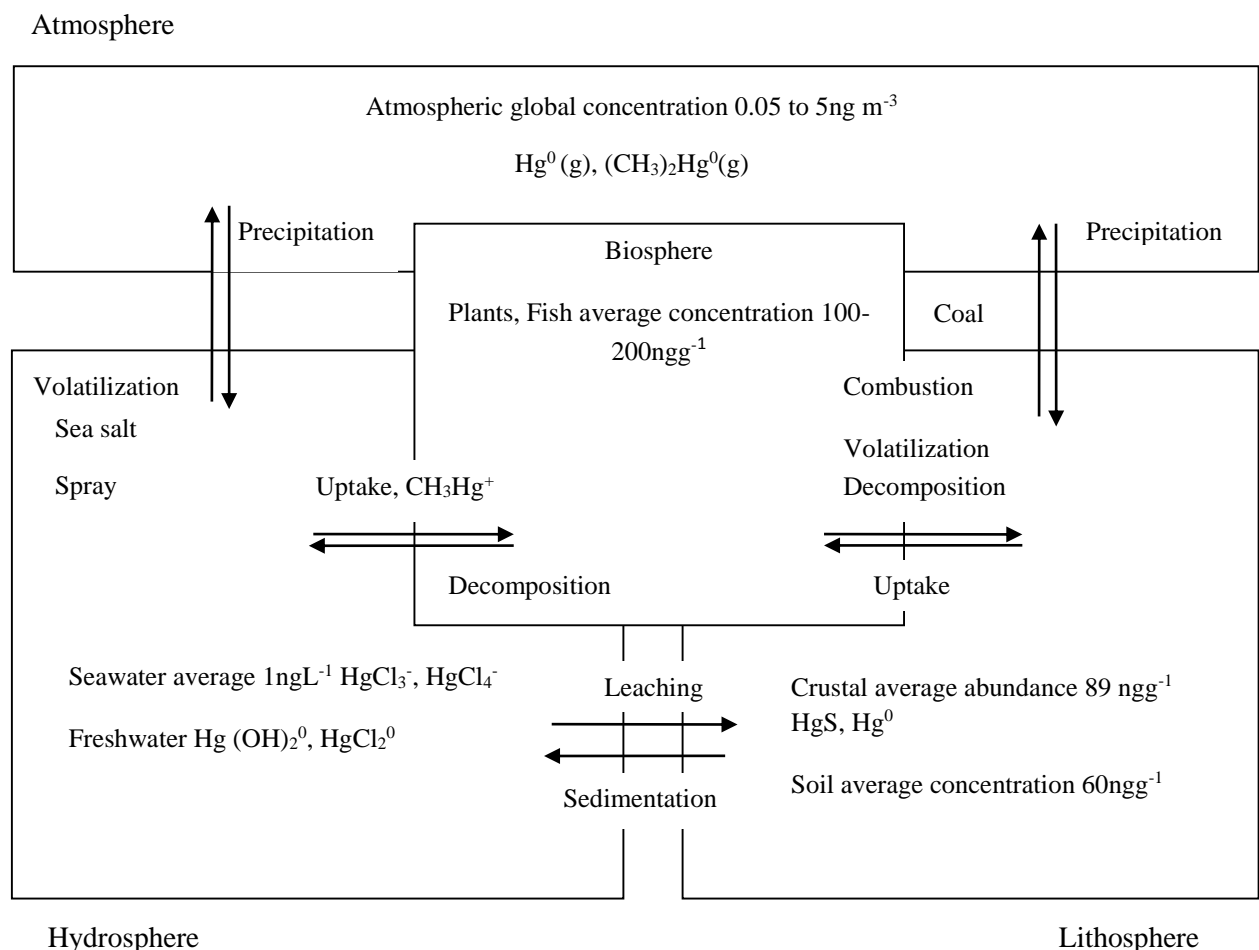 Atmosphere
Atmospheric global concentration 0.05 to 5ng m⁻³
Hg⁰ (g), (CH₃)₂Hg⁰(g)
Precipitation
Precipitation
Biosphere
Plants, Fish average concentration 100-
200ngg⁻¹
Coal
Volatilization
Sea salt
Spray
Combustion
Volatilization
Decomposition
Uptake, CH₃Hg⁺
Decomposition
Uptake
Seawater average 1ngL⁻¹ HgCl₃⁻, HgCl₄⁻
Freshwater Hg (OH)₂⁰, HgCl₂⁰
Leaching
Sedimentation
Crustal average abundance 89 ngg⁻¹
HgS, Hg⁰
Soil average concentration 60ngg⁻¹
Hydrosphere
Lithosphere